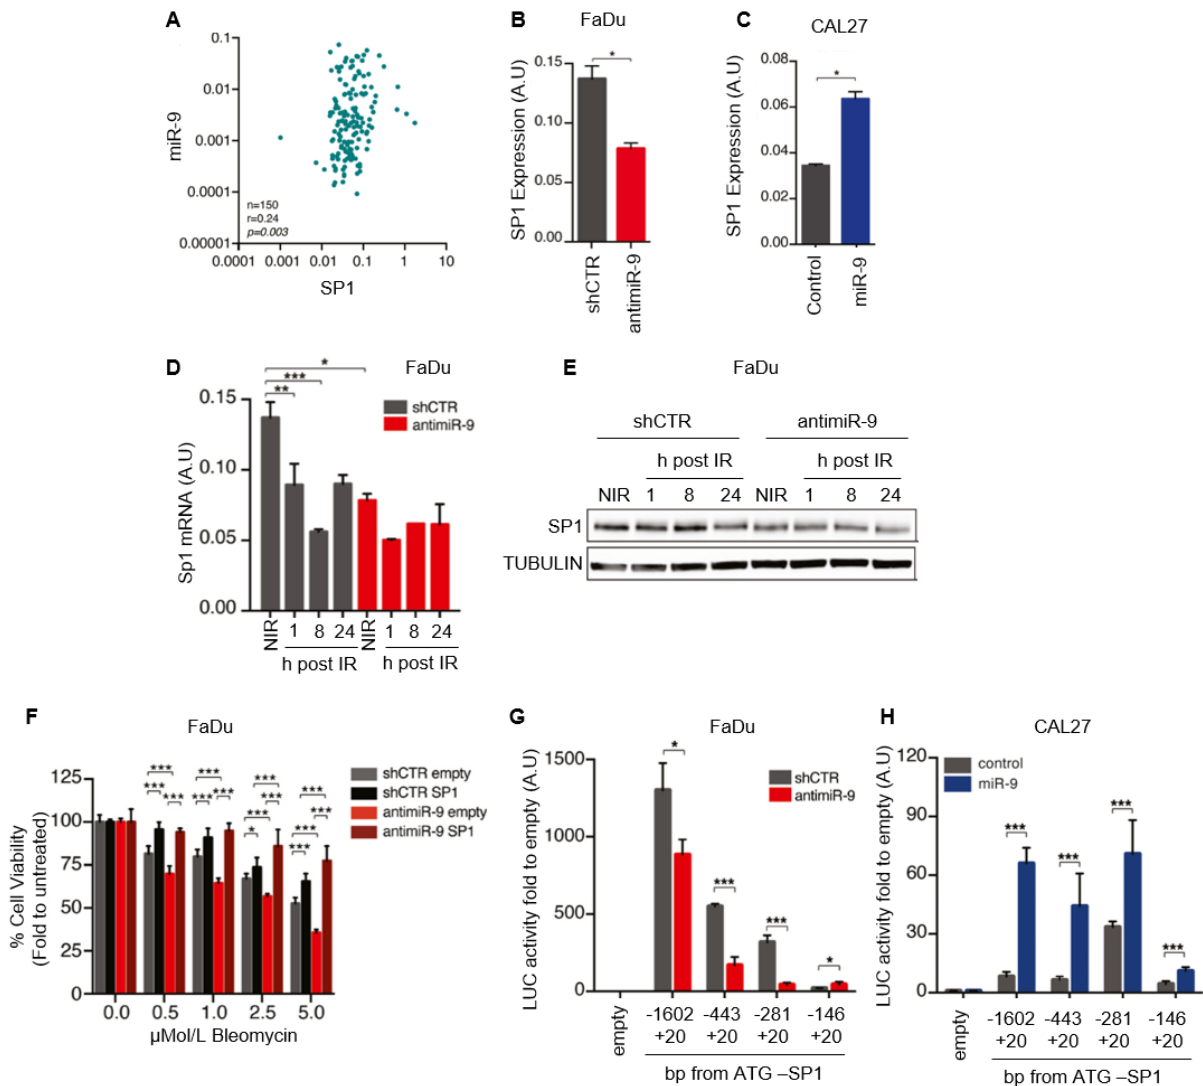 A
miR-9
0.1
0.01
0.001
0.0001
0.00001
n=150
r=0.24
p=0.003
0.0001 0.001 0.01 0.1 1 10
SP1
B
FaDu
SP1 Expression (A.U)
0.15
0.10
0.05
0.00
*
shCTR
antimiR-9
C
CAL27
SP1 Expression (A.U)
0.08
0.06
0.04
0.02
0.00
*
Control
miR-9
D
FaDu
Sp1 mRNA (A.U)
0.15
0.10
0.05
0.00
*
***
**
shCTR
antimiR-9
NIR 1 8 24 NIR 1 8 24
h post IR h post IR
E
FaDu
shCTR antimiR-9
h post IR h post IR
NIR 1 8 24 NIR 1 8 24
SP1
TUBULIN
F
FaDu
% Cell Viability
(Fold to untreated)
125
100
75
50
25
0
*** *** *** ***
*** *** *** *** *** *** ***
* *** ***
shCTR empty
shCTR SP1
antimiR-9 empty
antimiR-9 SP1
0.0 0.5 1.0 2.5 5.0
µMol/L Bleomycin
G
FaDu
LUC activity fold to empty (A.U)
1500
1000
500
0
* *** *** *
shCTR
antimiR-9
empty
-1602 -443 -281 -146
+20 +20 +20 +20
bp from ATG –SP1
H
CAL27
LUC activity fold to empty (A.U)
120
90
60
30
0
control
miR-9
*** *** *** ***
empty
-1602 -443 -281 -146
+20 +20 +20 +20
bp from ATG –SP1